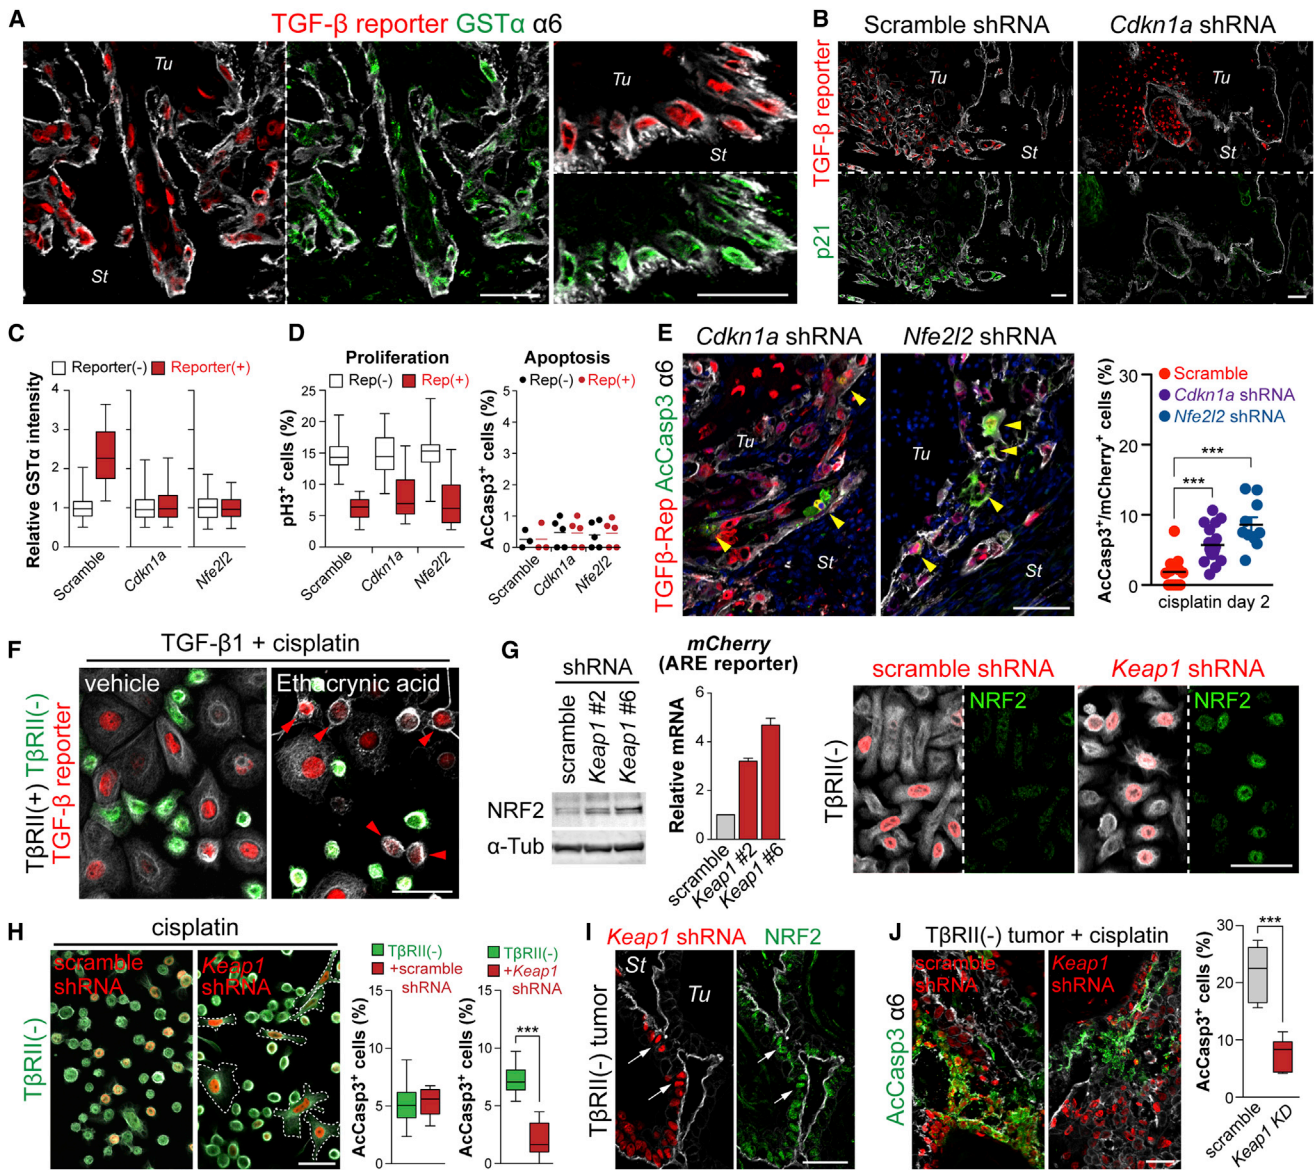 A
TGF-β reporter GSTα α6
Tu
St
Tu
St
B
Scramble shRNA
Cdkn1a shRNA
TGF-β reporter
p21
Tu
St
Tu
St
C
Reporter(-) Reporter(+)
Relative GSTα intensity
4
3
2
1
0
Scramble
Cdkn1a
Nfe2l2
D
Proliferation
Rep(-) Rep(+)
pH3+ cells (%)
25
20
15
10
5
0
Scramble
Cdkn1a
Nfe2l2
Apoptosis
Rep(-) Rep(+)
AcCasp3+ cells (%)
5
4
3
2
1
0
Scramble
Cdkn1a
Nfe2l2
E
Cdkn1a shRNA
Nfe2l2 shRNA
TGFβ-Rep AcCasp3 α6
Tu
St
Tu
St
AcCasp3+/mCherry+ cells (%)
30
20
10
0
Scramble
Cdkn1a shRNA
Nfe2l2 shRNA
***
***
cisplatin day 2
F
TGF-β1 + cisplatin
vehicle
Ethacrynic acid
TβRII(+) TβRII(-)
TGF-β reporter
G
shRNA
scramble
Keap1 #2
Keap1 #6
NRF2
α-Tub
mCherry
(ARE reporter)
Relative mRNA
5
4
3
2
1
0
scramble
Keap1 #2
Keap1 #6
scramble shRNA
Keap1 shRNA
NRF2
NRF2
TβRII(-)
H
cisplatin
scramble
shRNA
Keap1
shRNA
TβRII(-)
TβRII(-)
+scramble
shRNA
AcCasp3+ cells (%)
15
10
5
0
TβRII(-)
+Keap1
shRNA
AcCasp3+ cells (%)
15
10
5
0
***
I
Keap1 shRNA
NRF2
TβRII(-) tumor
St
Tu
J
TβRII(-) tumor + cisplatin
scramble
shRNA
Keap1
shRNA
AcCasp3 α6
AcCasp3+ cells (%)
30
20
10
0
***
scramble
Keap1 KD